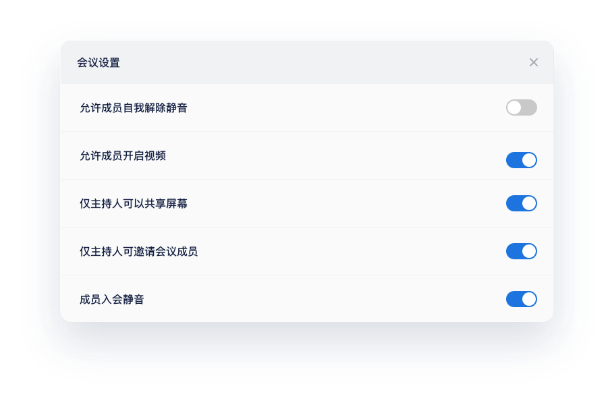 会议设置
允许成员自我解除静音
允许成员开启视频
仅主持人可以共享屏幕
仅主持人可邀请会议成员
成员入会静音